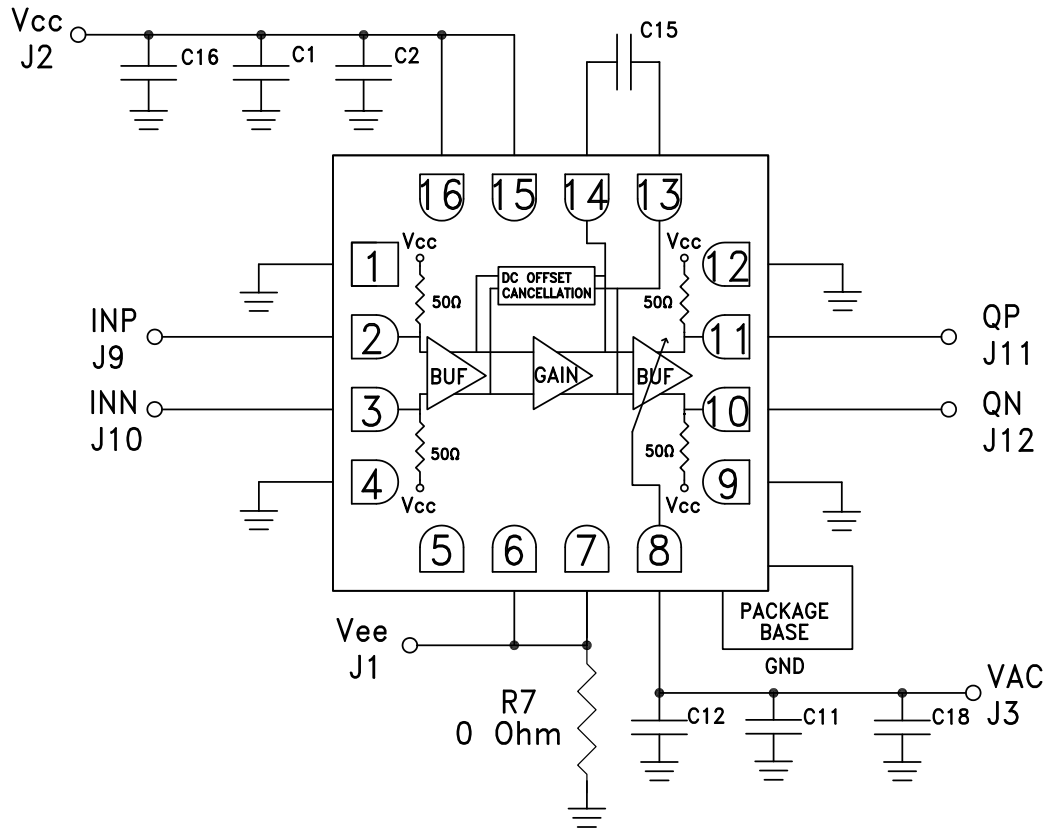 Vcc
J2
C16
C1
C2
C15
16
15
14
13
1
Vcc
50Ω
DC OFFSET
CANCELLATION
Vcc
50Ω
12
INP
J9
2
11
QP
J11
BUF
GAIN
BUF
INN
J10
3
10
QN
J12
50Ω
Vcc
50Ω
Vcc
4
9
5
6
7
8
Vee
J1
PACKAGE
BASE
GND
R7
0 Ohm
C12
C11
C18
VAC
J3